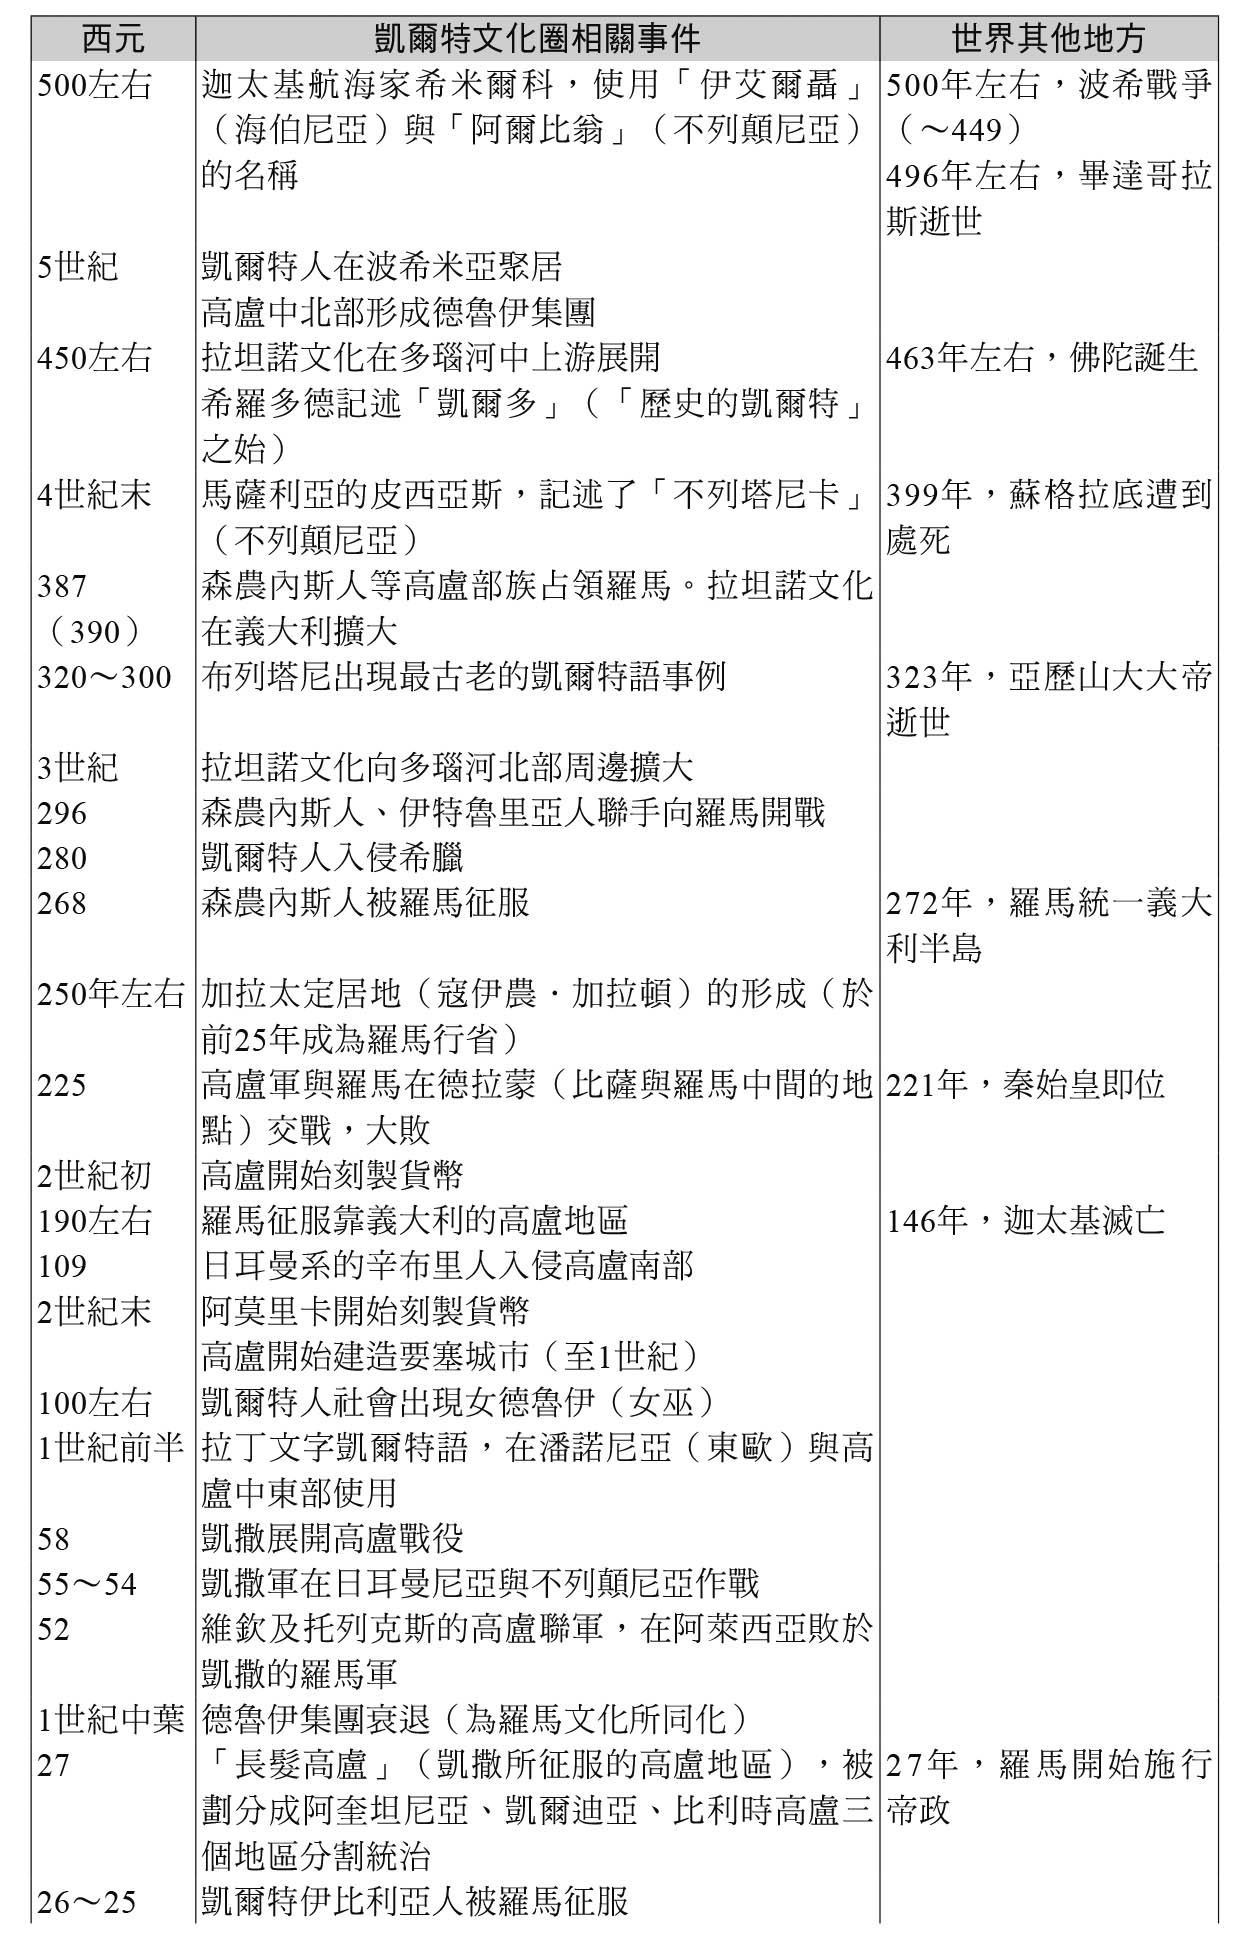 西元 凱爾特文化圈相關事件 世界其他地方
500左右 迦太基航海家希米爾科，使用「伊艾爾聶」 500年左右，波希戰爭
（海伯尼亞）與「阿爾比翁」（不列顛尼亞） （～449）
的名稱 496年左右，畢達哥拉
斯逝世
5世紀 凱爾特人在波希米亞聚居
高盧中北部形成德魯伊集團
450左右 拉坦諾文化在多瑙河中上游展開 463年左右，佛陀誕生
希羅多德記述「凱爾多」（「歷史的凱爾特」
之始）
4世紀末 馬薩利亞的皮西亞斯，記述了「不列塔尼卡」 399年，蘇格拉底遭到
（不列顛尼亞） 處死
387 森農內斯人等高盧部族占領羅馬。拉坦諾文化
（390） 在義大利擴大
320～300 布列塔尼出現最古老的凱爾特語事例 323年，亞歷山大大帝
逝世
3世紀 拉坦諾文化向多瑙河北部周邊擴大
296 森農內斯人、伊特魯里亞人聯手向羅馬開戰
280 凱爾特人入侵希臘
268 森農內斯人被羅馬征服 272年，羅馬統一義大
利半島
250年左右 加拉太定居地（寇伊農．加拉頓）的形成（於
前25年成為羅馬行省）
225 高盧軍與羅馬在德拉蒙（比薩與羅馬中間的地 221年，秦始皇即位
點）交戰，大敗
2世紀初 高盧開始刻製貨幣
190左右 羅馬征服靠義大利的高盧地區 146年，迦太基滅亡
109 日耳曼系的辛布里人入侵高盧南部
2世紀末 阿莫里卡開始刻製貨幣
高盧開始建造要塞城市（至1世紀）
100左右 凱爾特人社會出現女德魯伊（女巫）
1世紀前半 拉丁文字凱爾特語，在潘諾尼亞（東歐）與高
盧中東部使用
58 凱撒展開高盧戰役
55～54 凱撒軍在日耳曼尼亞與不列顛尼亞作戰
52 維欽及托列克斯的高盧聯軍，在阿萊西亞敗於
凱撒的羅馬軍
1世紀中葉 德魯伊集團衰退（為羅馬文化所同化）
27 「長髮高盧」（凱撒所征服的高盧地區），被 27年，羅馬開始施行
劃分成阿奎坦尼亞、凱爾迪亞、比利時高盧三 帝政
個地區分割統治
26～25 凱爾特伊比利亞人被羅馬征服